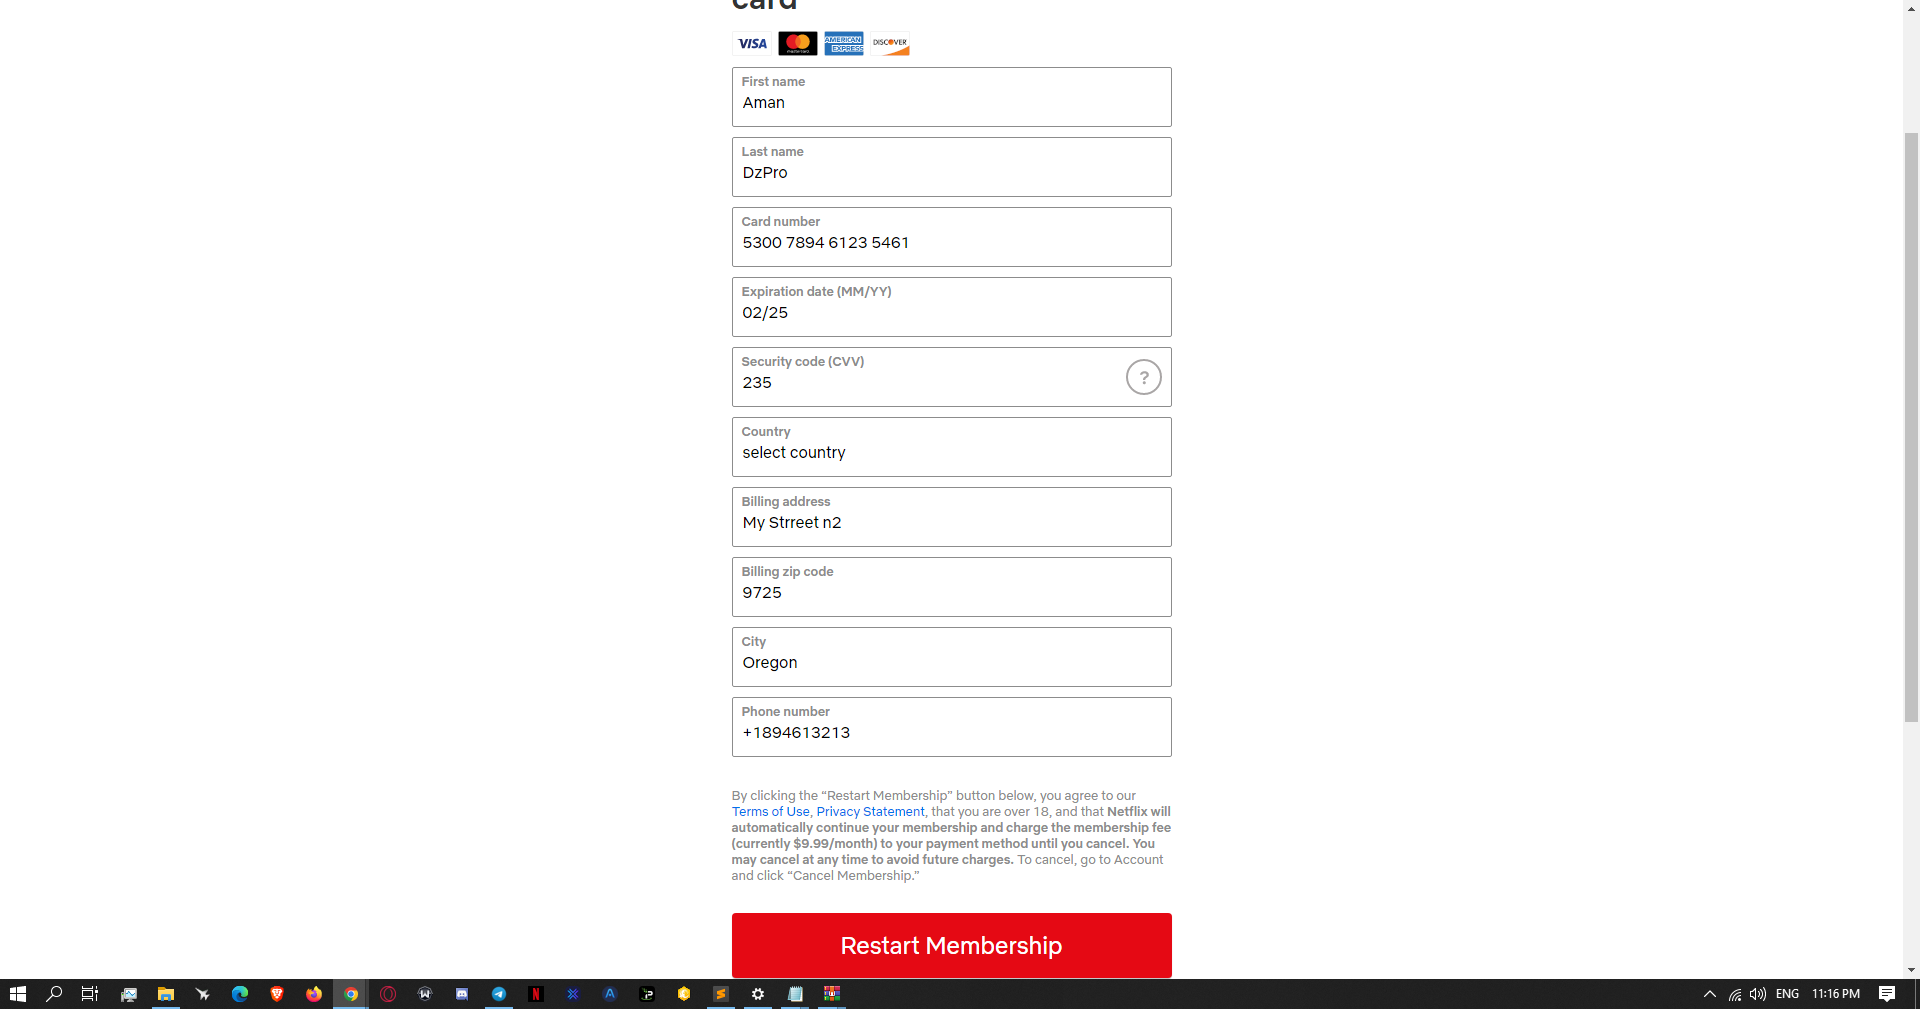 card
VISA
mastercard
AMERICAN
EXPRESS
DISCOVER
First name
Aman
Last name
DzPro
Card number
5300 7894 6123 5461
Expiration date (MM/YY)
02/25
Security code (CVV)
235
?
Country
select country
Billing address
My Strreet n2
Billing zip code
9725
City
Oregon
Phone number
+1894613213
By clicking the “Restart Membership” button below, you agree to our
Terms of Use, Privacy Statement, that you are over 18, and that Netflix will
automatically continue your membership and charge the membership fee
(currently $9.99/month) to your payment method until you cancel. You
may cancel at any time to avoid future charges. To cancel, go to Account
and click “Cancel Membership.”
Restart Membership
ENG
11:16 PM